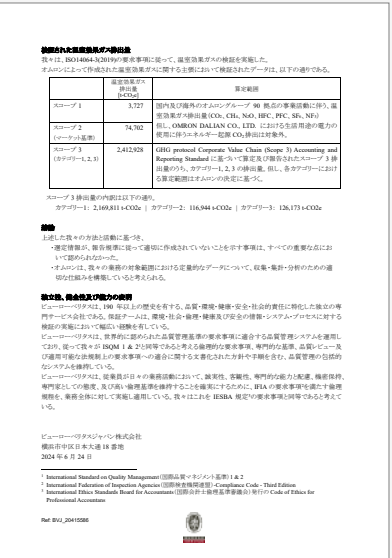 検証された温室効果ガス排出量
我々は、ISO14064-3(2019)の要求事項に従って、温室効果ガスの検証を実施した。
オムロンによって作成された温室効果ガスに関する主張において検証されたデータは、以下の通りである。
温室効果ガス
排出量
[t-CO₂e]
算定範囲
スコープ 1
3,727
国内及び海外のオムロングループ 90 拠点の事業活動に伴う、温
室効果ガス排出量(CO₂, CH₄, N₂O, HFC, PFC, SF₆, NF₃)
但し、OMRON DALIAN CO., LTD. における生活用途の電力の
使用に伴うエネルギー起源 CO₂排出は対象外。
スコープ 2
(マーケット基準)
74,702
スコープ 3
(カテゴリー1, 2, 3)
2,412,928
GHG protocol Corporate Value Chain (Scope 3) Accounting and
Reporting Standard に基づいて算定及び報告されたスコープ 3 排
出量のうち、カテゴリー1, 2, 3 の排出量。但し、各カテゴリーにおけ
る算定範囲はオムロンの決定に基づく。
スコープ 3 排出量の内訳は以下の通り。
カテゴリー1: 2,169,811 t-CO2e | カテゴリー2: 116,944 t-CO2e | カテゴリー3: 126,173 t-CO2e
結論
上述した我々の方法と活動に基づき、
・選定情報が、報告規準に従って適切に作成されていないことを示す事項は、すべての重要な点にお
いて認められなかった。
・オムロンは、我々の業務の対象範囲における定量的なデータについて、収集・集計・分析のための適
切な仕組みを構築していると考えられる。
独立性、健全性及び能力の表明
ビューローベリタスは、190 年以上の歴史を有する、品質・環境・健康・安全・社会的責任に特化した独立の専
門サービス会社である。保証チームは、環境・社会・倫理・健康及び安全の情報・システム・プロセスに対する
検証の実施において幅広い経験を有している。
ビューローベリタスは、世界的に認められた品質管理基準の要求事項に適合する品質管理システムを運用し
ており、従って我々が ISQM 1 & 2¹と同等であると考える倫理的な要求事項、専門的な基準、品質レビュー及
び適用可能な法規制上の要求事項への適合に関する文書化された方針や手順を含む、品質管理の包括的
なシステムを維持している。
ビューローベリタスは、従業員が日々の業務活動において、誠実性、客観性、専門的な能力と配慮、機密保持、
専門家としての態度、及び高い倫理基準を維持することを確実にするために、IFIA の要求事項²を満たす倫理
規程を、業務全体に対して実施し適用している。我々はこれを IESBA 規定³の要求事項と同等であると考えて
いる。
ビューローベリタスジャパン株式会社
横浜市中区日本大通 18 番地
2024 年 6 月 24 日
¹ International Standard on Quality Management(国際品質マネジメント基準) 1 & 2
² International Federation of Inspection Agencies(国際検査機関連盟) -Compliance Code - Third Edition
³ International Ethics Standards Board for Accountants(国際会計士倫理基準審議会)発行の Code of Ethics for
Professional Accountants
Ref: BVJ_20415586